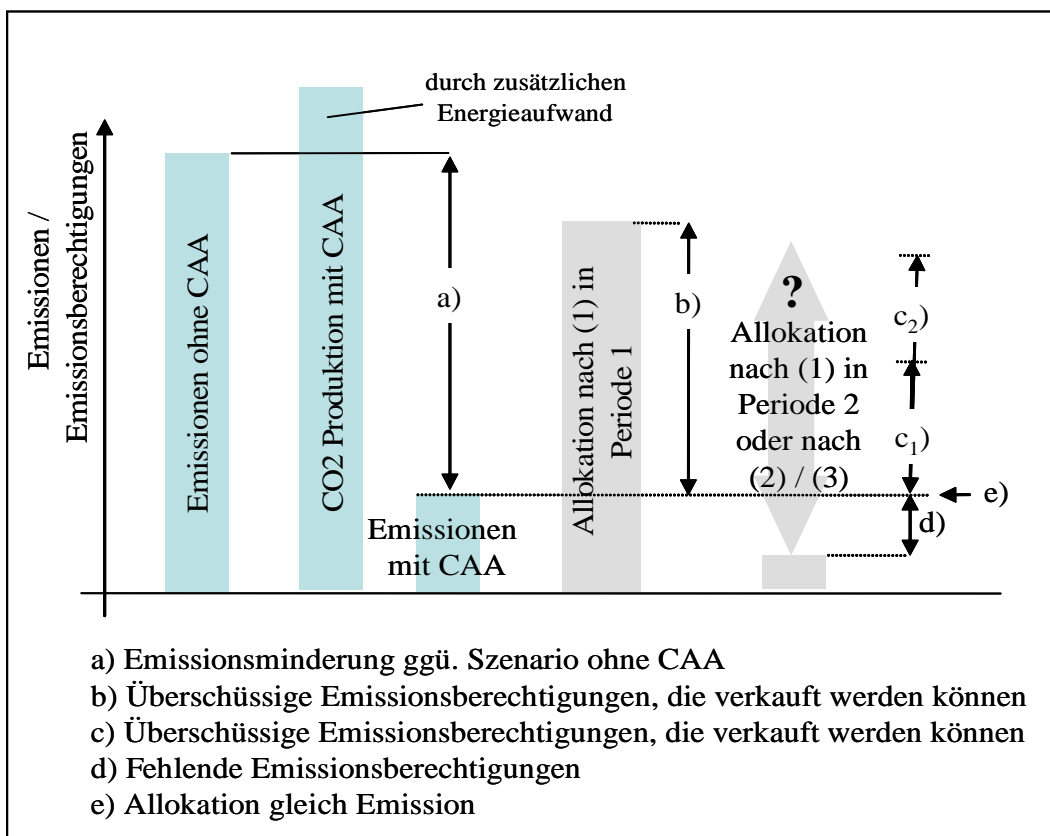 durch zusätzlichen
Energieaufwand
Emissionen /
Emissionsberechtigungen
Emissionen ohne CAA
CO2 Produktion mit CAA
a)
Emissionen
mit CAA
Allokation nach (1) in
Periode 1
b)
?
Allokation
nach (1) in
Periode 2
oder nach
(2) / (3)
c₂)
c₁)
e)
d)
a) Emissionsminderung ggü. Szenario ohne CAA
b) Überschüssige Emissionsberechtigungen, die verkauft werden können
c) Überschüssige Emissionsberechtigungen, die verkauft werden können
d) Fehlende Emissionsberechtigungen
e) Allokation gleich Emission